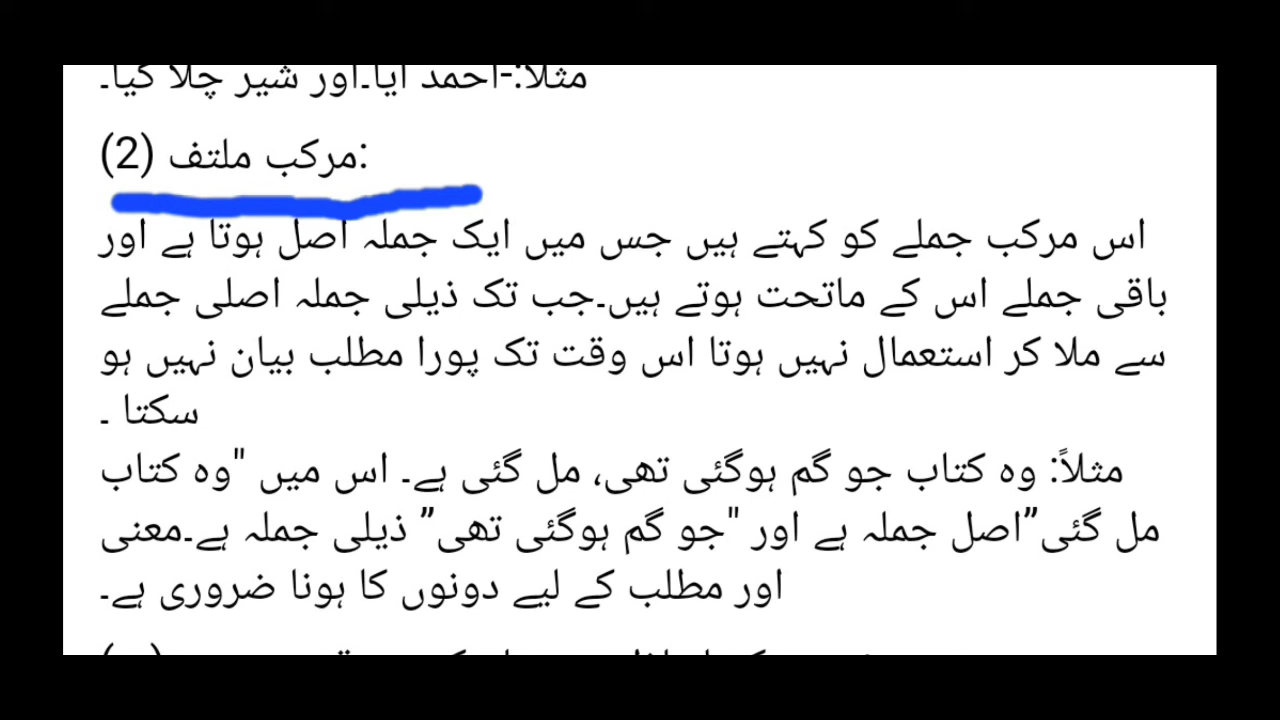 مثلاً:-احمد آیا۔اور شیر چلا گیا۔
(2) مرکب ملتف:
اس مرکب جملے کو کہتے ہیں جس میں ایک جملہ اصل ہوتا ہے اور
باقی جملے اس کے ماتحت ہوتے ہیں۔جب تک ذیلی جملہ اصلی جملے
سے ملا کر استعمال نہیں ہوتا اس وقت تک پورا مطلب بیان نہیں ہو
سکتا ۔
مثلاً: وہ کتاب جو گم ہوگئی تھی، مل گئی ہے۔ اس میں "وہ کتاب
مل گئی”اصل جملہ ہے اور "جو گم ہوگئی تھی” ذیلی جملہ ہے۔معنی
اور مطلب کے لیے دونوں کا ہونا ضروری ہے۔